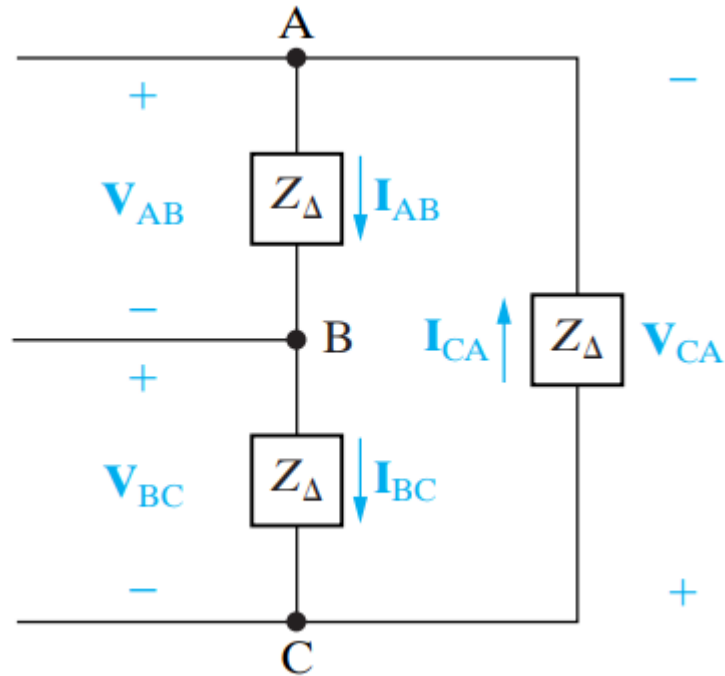 A
+ −
V_AB Z_Δ I_AB
−
B
I_CA Z_Δ V_CA
+
V_BC Z_Δ I_BC
− +
C